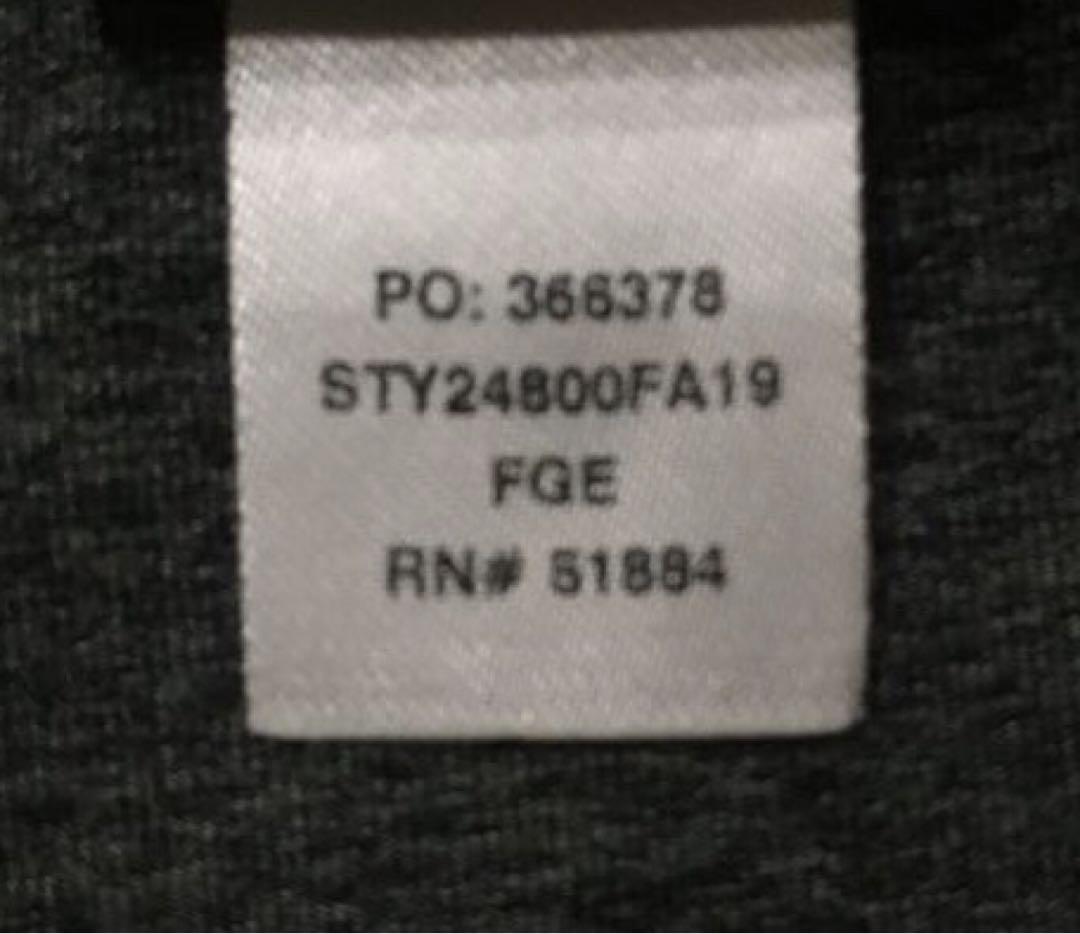 PO: 366378
STY24800FA19
FGE
RN# 51884